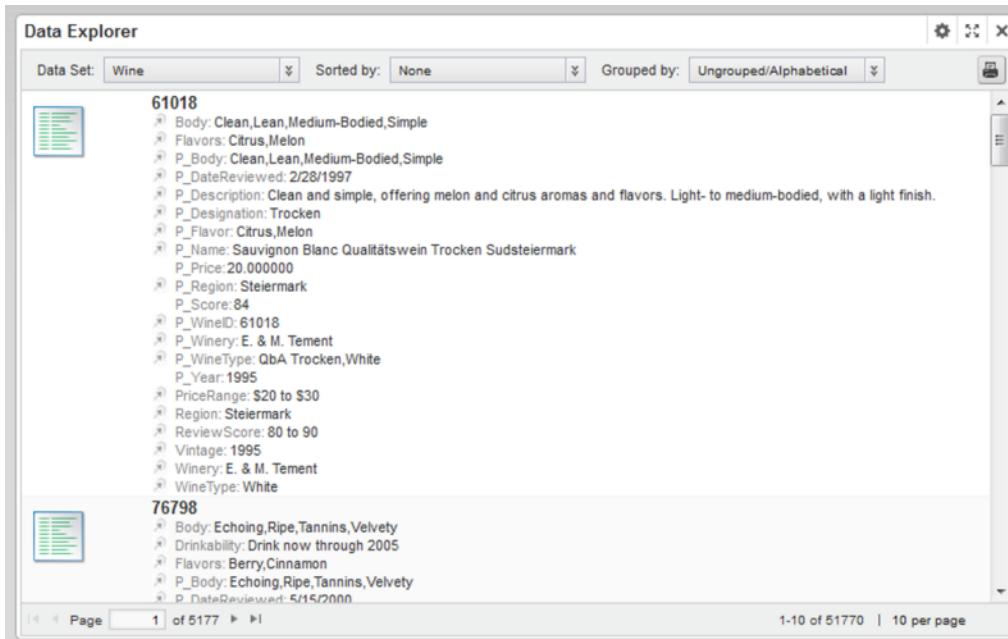 Data Explorer
Data Set: Wine Sorted by: None Grouped by: Ungrouped/Alphabetical
61018
Body: Clean,Lean,Medium-Bodied,Simple
Flavors: Citrus,Melon
P_Body: Clean,Lean,Medium-Bodied,Simple
P_DateReviewed: 2/28/1997
P_Description: Clean and simple, offering melon and citrus aromas and flavors. Light- to medium-bodied, with a light finish.
P_Designation: Trocken
P_Flavor: Citrus,Melon
P_Name: Sauvignon Blanc Qualitätswein Trocken Sudsteiermark
P_Price: 20.000000
P_Region: Steiermark
P_Score: 84
P_WineID: 61018
P_Winery: E. & M. Tement
P_WineType: QbA Trocken,White
P_Year: 1995
PriceRange: $20 to $30
Region: Steiermark
ReviewScore: 80 to 90
Vintage: 1995
Winery: E. & M. Tement
WineType: White
76798
Body: Echoing,Ripe,Tannins,Velvety
Drinkability: Drink now through 2005
Flavors: Berry,Cinnamon
P_Body: Echoing,Ripe,Tannins,Velvety
P_DateReviewed: 5/15/2000
Page 1 of 5177 1-10 of 51770 | 10 per page